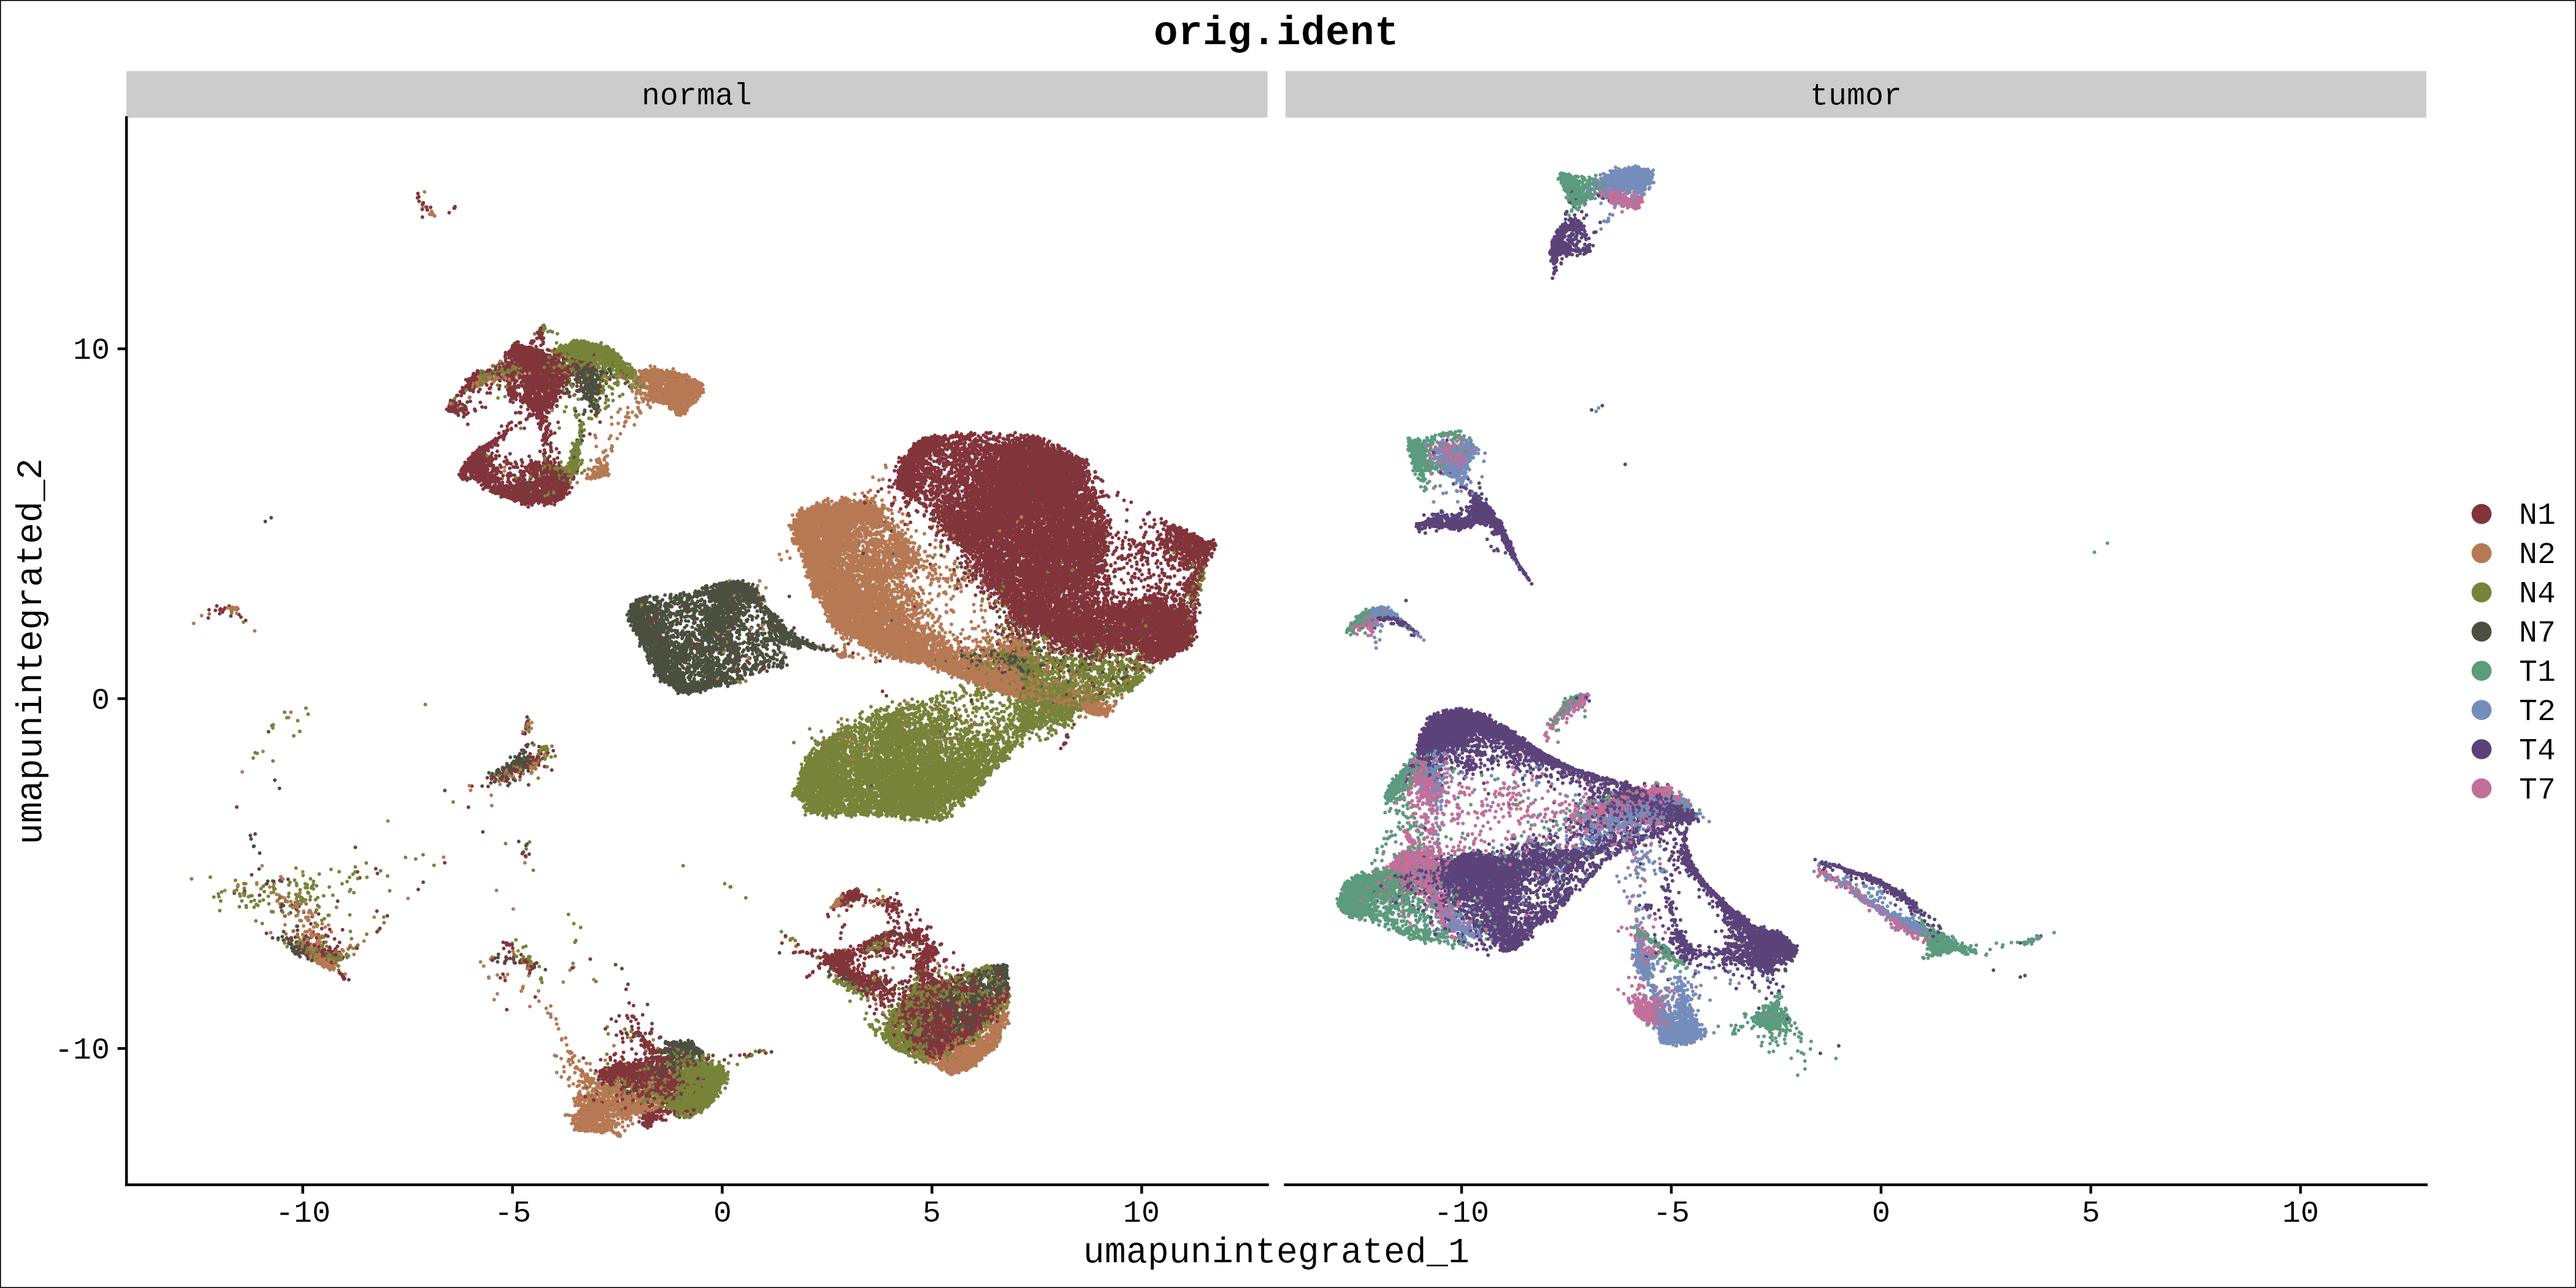 orig.ident
normal
tumor
10
0
-10
umapunintegrated_2
-10 -5 0 5 10
-10 -5 0 5 10
umapunintegrated_1
N1
N2
N4
N7
T1
T2
T4
T7